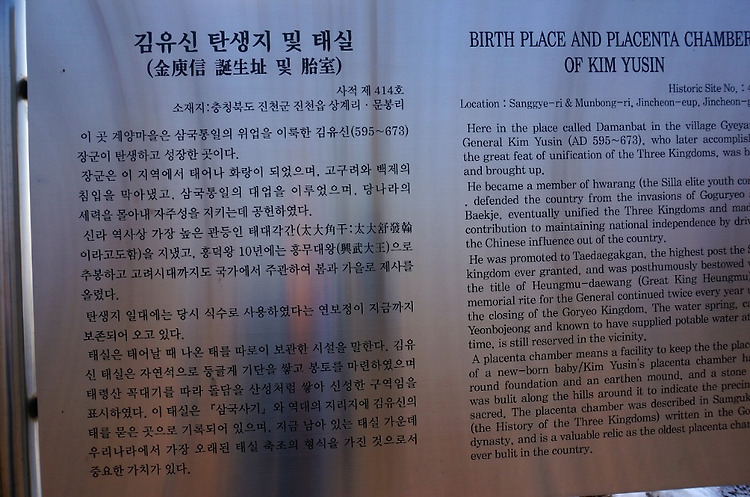 김유신 탄생지 및 태실
(金庾信 誕生址 및 胎室)
사적 제 414호
소재지:충청북도 진천군 진천읍 상계리 · 문봉리
이 곳 계양마을은 삼국통일의 위업을 이룩한 김유신(595~673)
장군이 탄생하고 성장한 곳이다.
장군은 이 지역에서 태어나 화랑이 되었으며, 고구려와 백제의
침입을 막아냈고, 삼국통일의 대업을 이루었으며, 당나라의
세력을 몰아내 자주성을 지키는데 공헌하였다.
신라 역사상 가장 높은 관등인 태대각간(太大角干:太大舒發翰
이라고도함)을 지냈고, 흥덕왕 10년에는 흥무대왕(興武大王)으로
추봉하고 고려시대까지도 국가에서 주관하여 봄과 가을로 제사를
올렸다.
탄생지 일대에는 당시 식수로 사용하였다는 연보정이 지금까지
보존되어 오고 있다.
태실은 태어날 때 나온 태를 따로이 보관한 시설을 말한다. 김유
신 태실은 자연석으로 둥글게 기단을 쌓고 봉토를 마련하였으며
태령산 꼭대기를 따라 돌담을 산성처럼 쌓아 신성한 구역임을
표시하였다. 이 태실은 『삼국사기』와 역대의 지리지에 김유신의
태를 묻은 곳으로 기록되어 있으며, 지금 남아 있는 태실 가운데
우리나라에서 가장 오래된 태실 축조의 형식을 가진 것으로서
중요한 가치가 있다.
BIRTH PLACE AND PLACENTA CHAMBER
OF KIM YUSIN
Historic Site No. :
Location : Sanggye-ri & Munbong-ri, Jincheon-eup, Jincheon-
Here in the place called Damanbat in the village Gyeya
General Kim Yusin (AD 595~673), who later accomplis
the great feat of unification of the Three Kingdoms, was b
and brought up.
He became a member of hwarang (the Silla elite youth cor
, defended the country from the invasions of Goguryeo a
Baekje, eventually unified the Three Kingdoms and mad
contribution to maintaining national independence by driv
the Chinese influence out of the country.
He was promoted to Taedaegakgan, the highest post the S
kingdom ever granted, and was posthumously bestowed w
the title of Heungmu-daewang (Great King Heungmu)
memorial rite for the General continued twice every year u
the closing of the Goryeo Kingdom. The water spring, ca
Yeonbojeong and known to have supplied potable water at
time, is still reserved in the vicinity.
A placenta chamber means a facility to keep the the place
of a new-born baby/Kim Yusin's placenta chamber ha
round foundation and an earthen mound, and a stone
was bulit along the hills around it to indicate the precin
sacred. The placenta chamber was described in Samguk
(the History of the Three Kingdoms) written in the Go
dynasty, and is a valuable relic as the oldest placenta cham
ever bulit in the country.